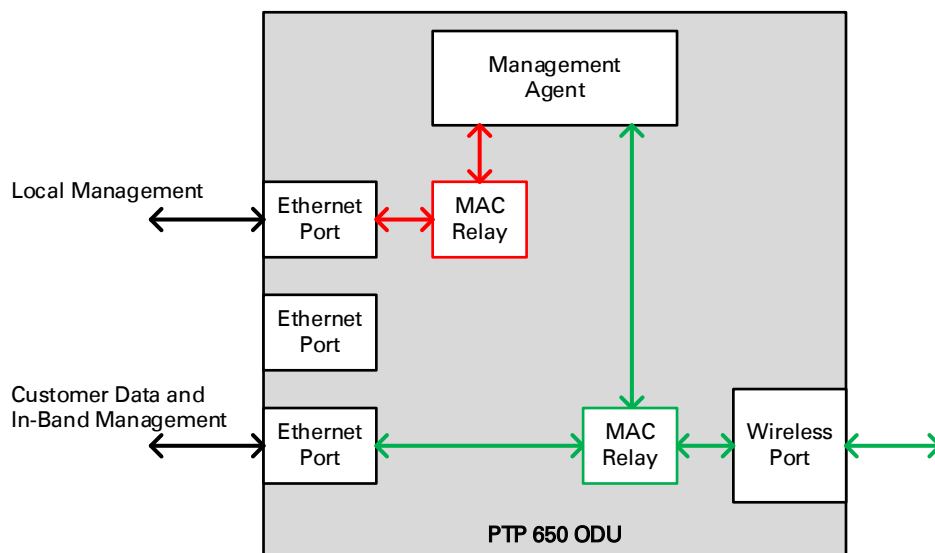 Management
Agent
Local Management
Ethernet
Port
MAC
Relay
Ethernet
Port
Customer Data and
In-Band Management
Ethernet
Port
MAC
Relay
Wireless
Port
PTP 650 ODU